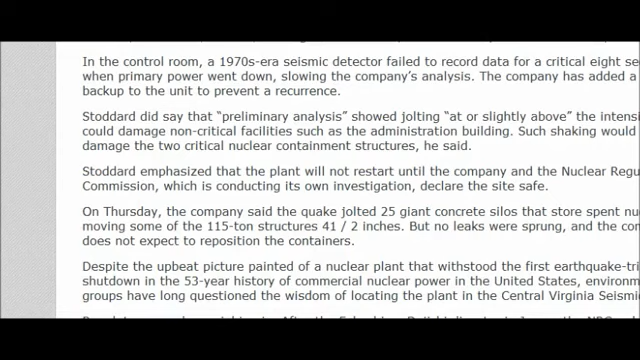 In the control room, a 1970s-era seismic detector failed to record data for a critical eight se
when primary power went down, slowing the company's analysis. The company has added a
backup to the unit to prevent a recurrence.
Stoddard did say that "preliminary analysis" showed jolting "at or slightly above" the intensi
could damage non-critical facilities such as the administration building. Such shaking would
damage the two critical nuclear containment structures, he said.
Stoddard emphasized that the plant will not restart until the company and the Nuclear Regu
Commission, which is conducting its own investigation, declare the site safe.
On Thursday, the company said the quake jolted 25 giant concrete silos that store spent nu
moving some of the 115-ton structures 41 / 2 inches. But no leaks were sprung, and the con
does not expect to reposition the containers.
Despite the upbeat picture painted of a nuclear plant that withstood the first earthquake-tri
shutdown in the 53-year history of commercial nuclear power in the United States, environm
groups have long questioned the wisdom of locating the plant in the Central Virginia Seismi